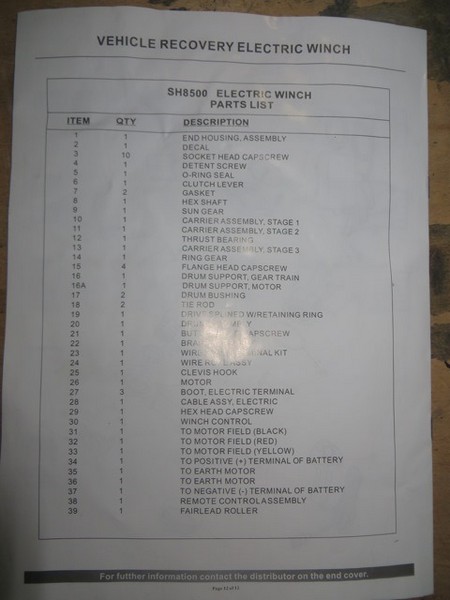 VEHICLE RECOVERY ELECTRIC WINCH
SH8500 ELECTRIC WINCH
PARTS LIST
ITEM QTY DESCRIPTION
1 1 END HOUSING, ASSEMBLY
2 1 DECAL
3 10 SOCKET HEAD CAPSCREW
4 1 DETENT SCREW
5 1 O-RING SEAL
6 1 CLUTCH LEVER
7 2 GASKET
8 1 HEX SHAFT
9 1 SUN GEAR
10 1 CARRIER ASSEMBLY, STAGE 1
11 1 CARRIER ASSEMBLY, STAGE 2
12 1 THRUST BEARING
13 1 CARRIER ASSEMBLY, STAGE 3
14 1 RING GEAR
15 4 FLANGE HEAD CAPSCREW
16 1 DRUM SUPPORT, GEAR TRAIN
16A 1 DRUM SUPPORT, MOTOR
17 2 DRUM BUSHING
18 2 TIE ROD
19 1 RETAINING RING
20 1
21 1 CAPSCREW
22 1
23 1 WIRE KIT
24 1 WIRE ASSY
25 1 CLEVIS HOOK
26 1 MOTOR
27 3 BOOT, ELECTRIC TERMINAL
28 1 CABLE ASSY, ELECTRIC
29 1 HEX HEAD CAPSCREW
30 1 WINCH CONTROL
31 1 TO MOTOR FIELD (BLACK)
32 1 TO MOTOR FIELD (RED)
33 1 TO MOTOR FIELD (YELLOW)
34 1 TO POSITIVE (+) TERMINAL OF BATTERY
35 1 TO EARTH MOTOR
36 1 TO EARTH MOTOR
37 1 TO NEGATIVE (-) TERMINAL OF BATTERY
38 1 REMOTE CONTROL ASSEMBLY
39 1 FAIRLEAD ROLLER
For futther information contact the distributor on the end cover.